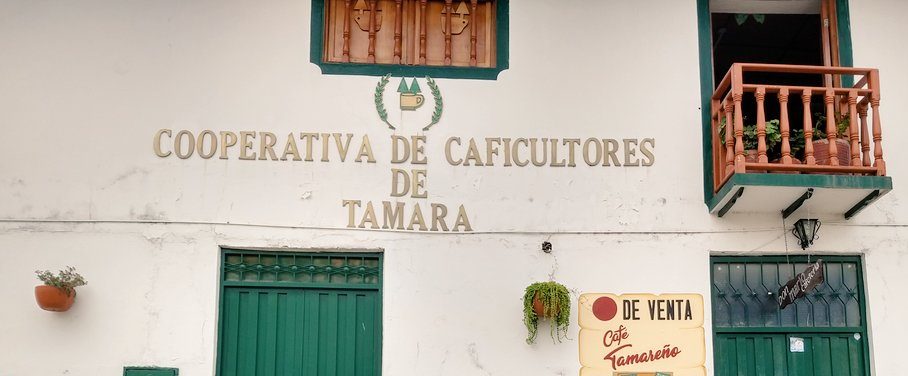 COOPERATIVA DE CAFICULTORES
DE
TAMARA
DE VENTA
Café
Tamareño